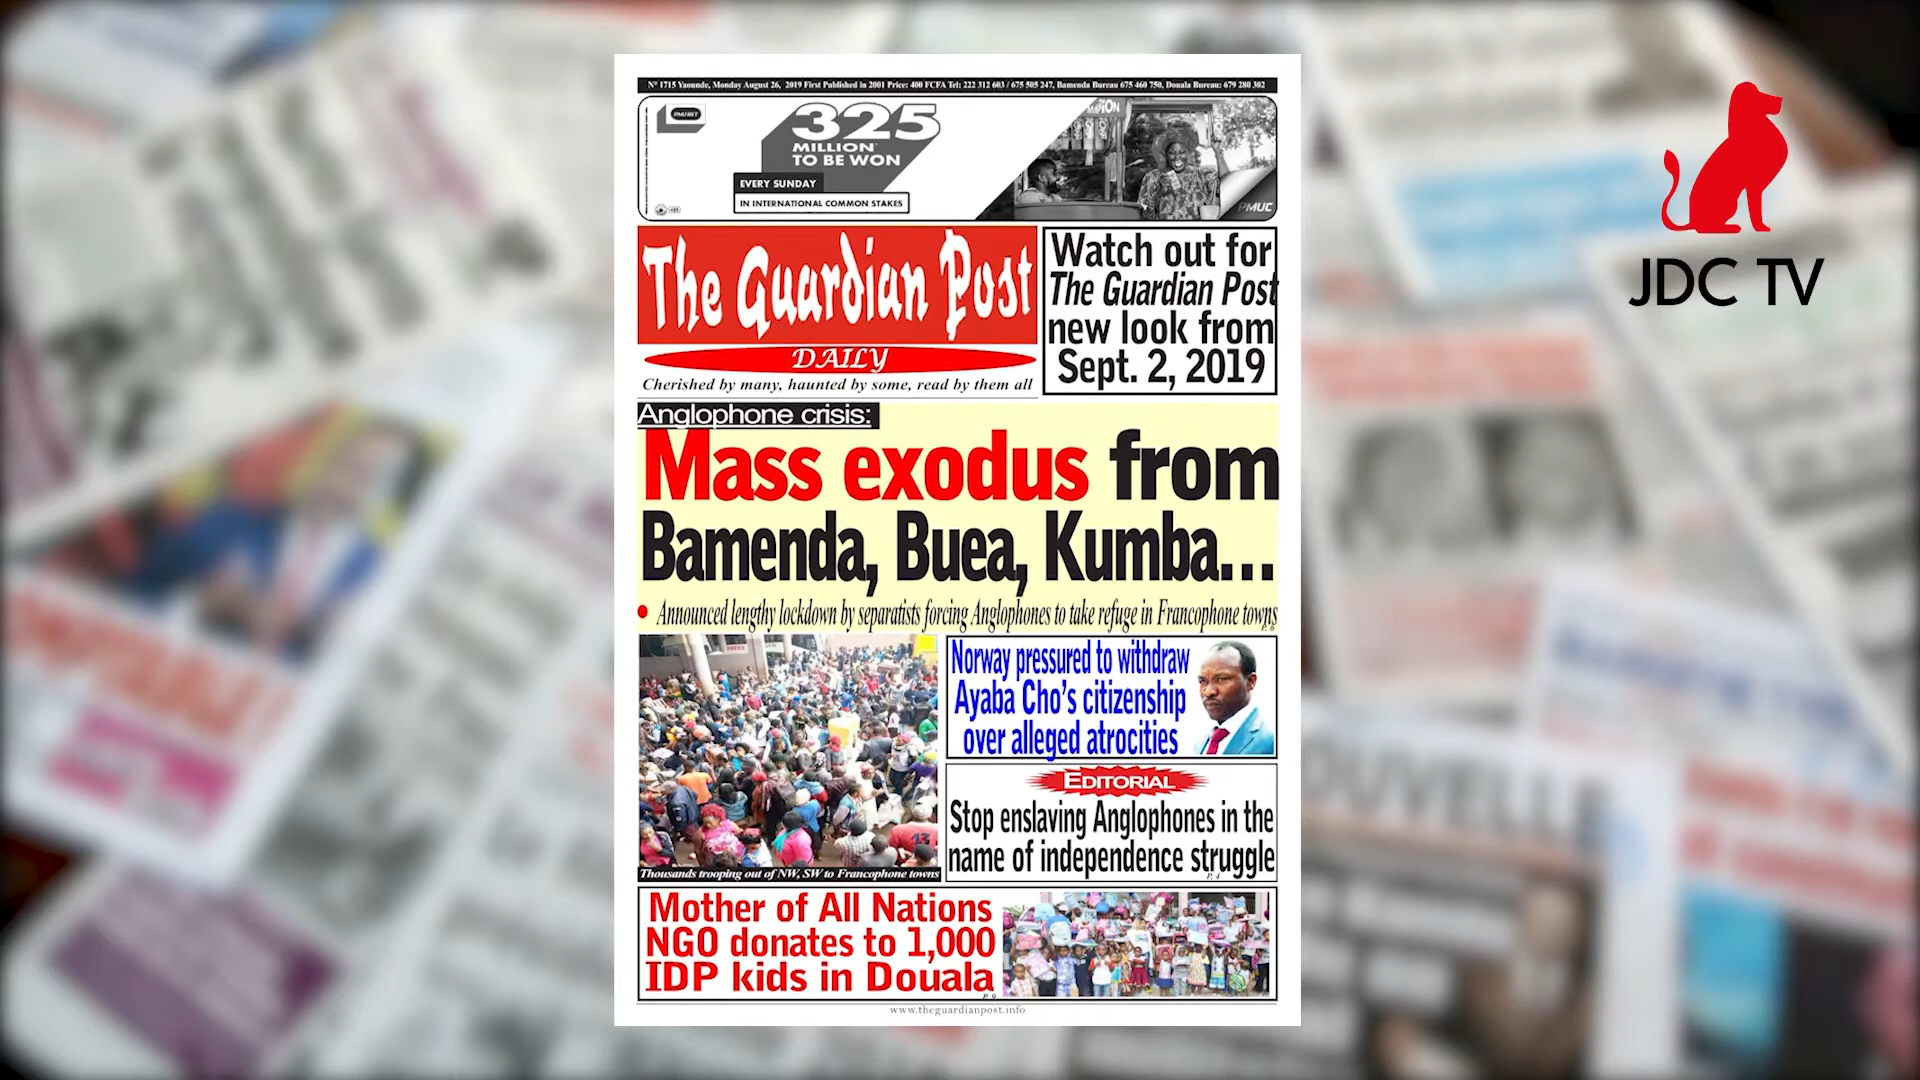 N° 1715 Yaounde, Monday August 26, 2019 First Published in 2001 Price: 400 FCFA Tel: 222 312 603 / 675 505 247, Bamenda Bureau 675 460 750, Douala Bureau: 679 280 302
PMUBET
325
MILLION
TO BE WON
EVERY SUNDAY
IN INTERNATIONAL COMMON STAKES
PMUC
The Guardian Post
DAILY
Cherished by many, haunted by some, read by them all
Watch out for
The Guardian Post
new look from
Sept. 2, 2019
JDC TV
Anglophone crisis:
Mass exodus from
Bamenda, Buea, Kumba...
• Announced lengthy lockdown by separatists forcing Anglophones to take refuge in Francophone towns
Norway pressured to withdraw
Ayaba Cho's citizenship
over alleged atrocities
EDITORIAL
Stop enslaving Anglophones in the
name of independence struggle
P. 4
Thousands trooping out of NW, SW to Francophone towns
Mother of All Nations
NGO donates to 1,000
IDP kids in Douala
P. 9
www.theguardianpost.info